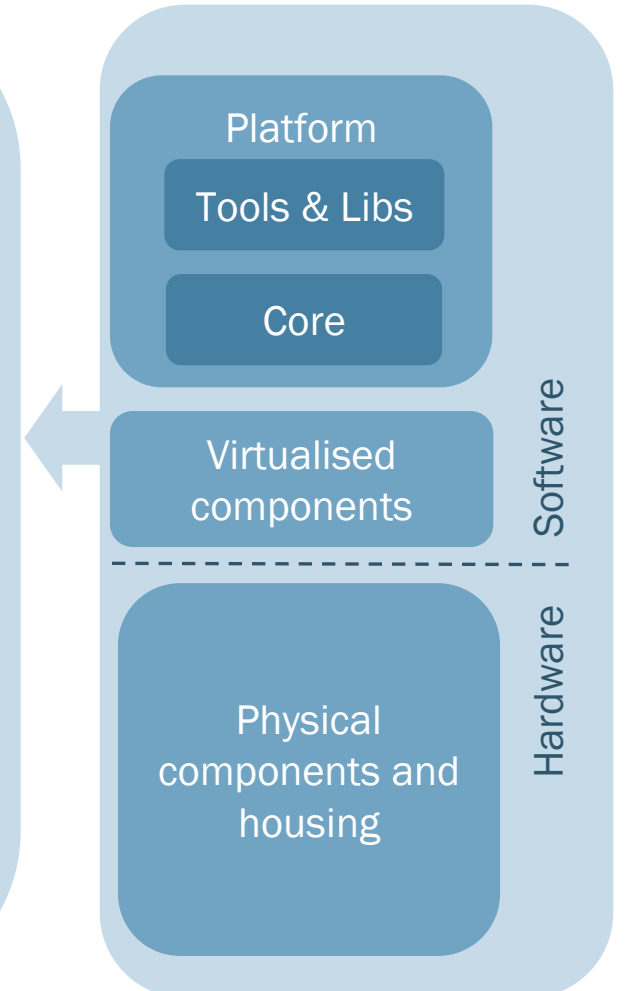 Platform
Tools & Libs
Core
Virtualised
components
Software
Physical
components and
housing
Hardware